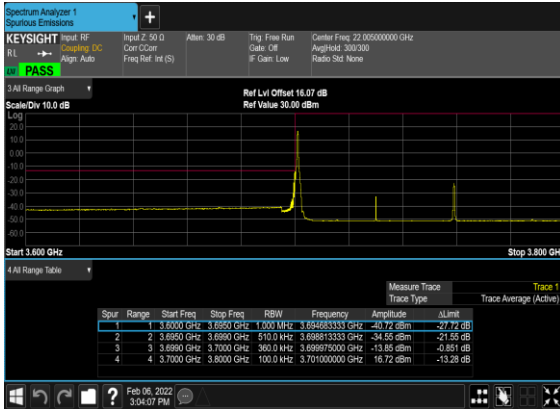 Spectrum Analyzer 1
Spurious Emissions
KEYSIGHT Input: RF Input Z: 50 Ω Atten: 30 dB Trig: Free Run Center Freq: 22.005000000 GHz
RL Coupling: DC Corr CCorr Gate: Off Avg|Hold: 300/300
Align: Auto Freq Ref: Int (S) IF Gain: Low Radio Std: None
PASS
3 All Range Graph
Ref Lvl Offset 16.07 dB
Scale/Div 10.0 dB Ref Value 30.00 dBm
Log
20.0
10.0
0.00
-10.0
-20.0
-30.0
-40.0
-50.0
-60.0
Start 3.600 GHz Stop 3.800 GH
4 All Range Table
Measure Trace Trace 1
Trace Type Trace Average (Active)
Spur Range Start Freq Stop Freq RBW Frequency Amplitude ΔLimit
1 1 3.6000 GHz 3.6950 GHz 1.000 MHz 3.694683333 GHz -40.72 dBm -27.72 dB
2 2 3.6950 GHz 3.6990 GHz 510.0 kHz 3.698813333 GHz -34.55 dBm -21.55 dB
3 3 3.6990 GHz 3.7000 GHz 360.0 kHz 3.699975000 GHz -13.85 dBm -0.851 dB
4 4 3.7000 GHz 3.8000 GHz 100.0 kHz 3.701000000 GHz 16.72 dBm -13.28 dB
Feb 06, 2022
3:04:07 PM